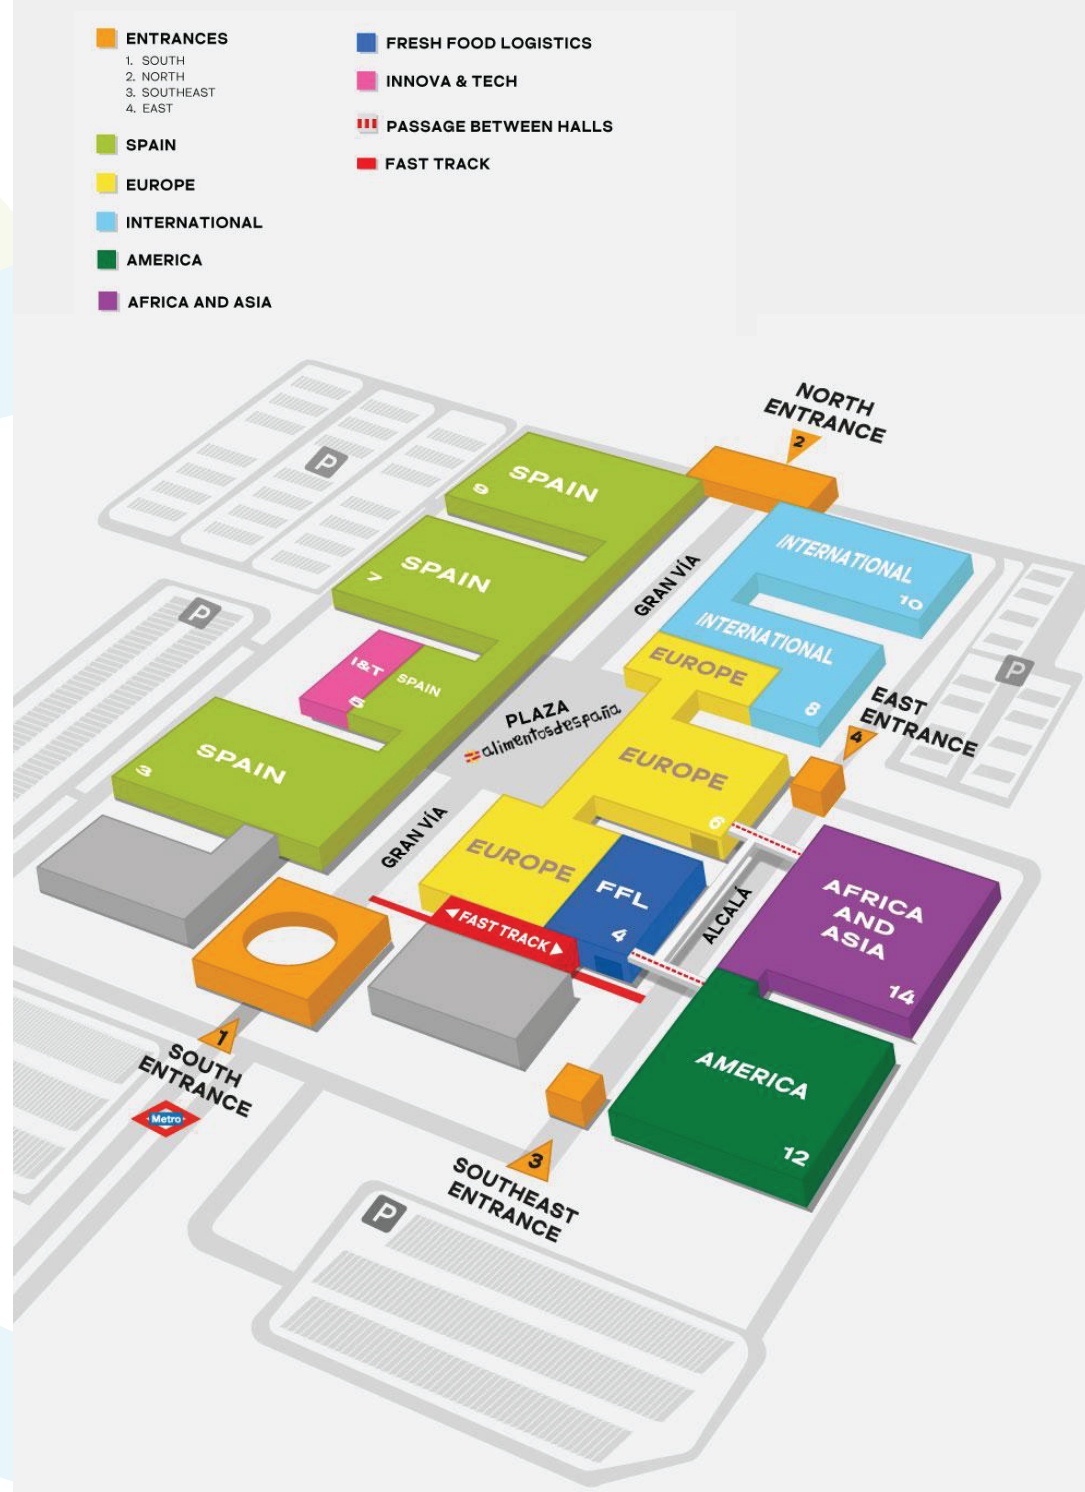 ENTRANCES
1. SOUTH
2. NORTH
3. SOUTHEAST
4. EAST
SPAIN
EUROPE
INTERNATIONAL
AMERICA
AFRICA AND ASIA
FRESH FOOD LOGISTICS
INNOVA & TECH
PASSAGE BETWEEN HALLS
FAST TRACK
NORTH
ENTRANCE
2
P
SPAIN
9
INTERNATIONAL
10
GRAN VÍA
SPAIN
7
P
INTERNATIONAL
8
EUROPE
P
I&T
5
SPAIN
EAST
ENTRANCE
4
PLAZA
alimentosdespaña
SPAIN
3
EUROPE
6
GRAN VÍA
EUROPE
FFL
4
AFRICA
AND
ASIA
14
ALCALÁ
FAST TRACK
1
SOUTH
ENTRANCE
Metro
AMERICA
12
3
SOUTHEAST
ENTRANCE
P